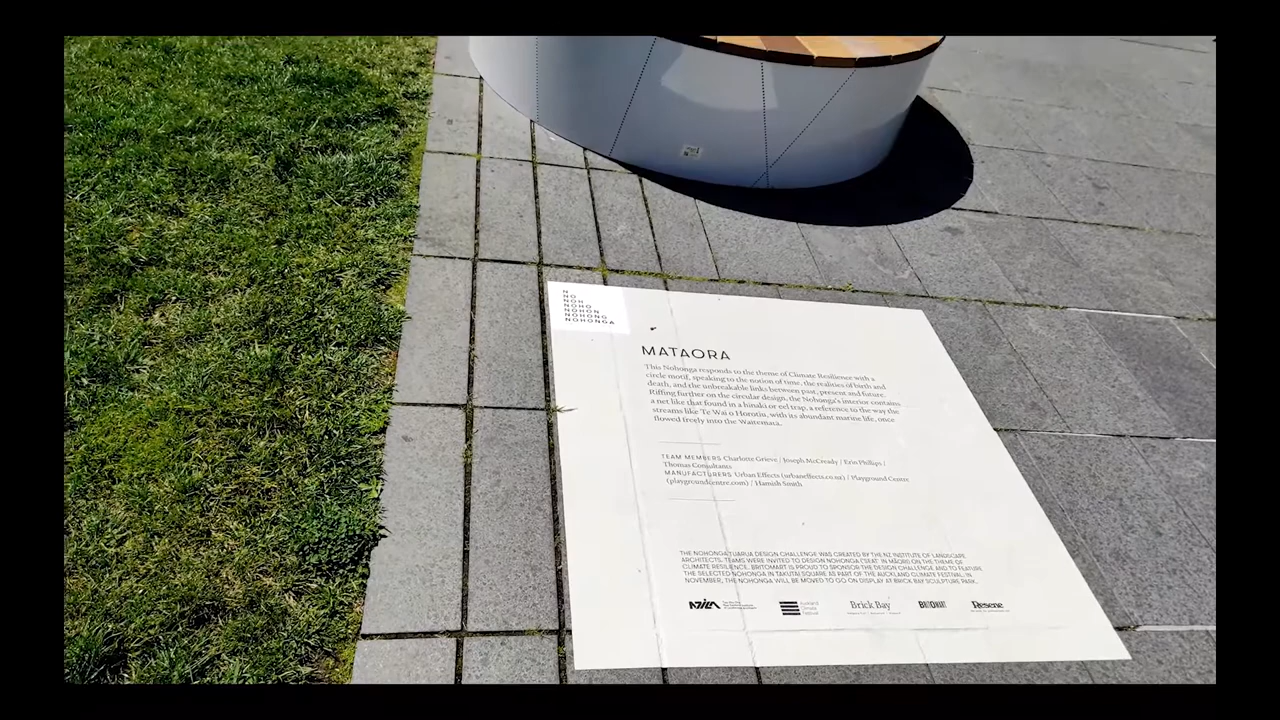 N
NO
NOH
NOHO
NOHON
NOHONG
NOHONGA
MATAORA
This Nohonga responds to the theme of Climate Resilience with a
circle motif, speaking to the notion of time, the realities of birth and
death, and the unbreakable links between past, present and future.
Riffing further on the circular design, the Nohonga's interior contains
a net like that found in a hinaki or eel trap, a reference to the way the
streams like Te Wai o Horotiu, with its abundant marine life, once
flowed freely into the Waitematā.
TEAM MEMBERS Charlotte Grieve / Joseph McCready / Erin Phillips /
Thomas Consultants
MANUFACTURERS Urban Effects (urbaneffects.co.nz) / Playground Centre
(playgroundcentre.com) / Hamish Smith
THE NOHONGA TUARUA DESIGN CHALLENGE WAS CREATED BY THE NZ INSTITUTE OF LANDSCAPE
ARCHITECTS. TEAMS WERE INVITED TO DESIGN NOHONGA ('SEAT' IN MĀORI) ON THE THEME OF
CLIMATE RESILIENCE. BRITOMART IS PROUD TO SPONSOR THE DESIGN CHALLENGE AND TO FEATURE
THE SELECTED NOHONGA IN TAKUTAI SQUARE AS PART OF THE AUCKLAND CLIMATE FESTIVAL. IN
NOVEMBER, THE NOHONGA WILL BE MOVED TO GO ON DISPLAY AT BRICK BAY SCULPTURE PARK.
NZILA
Auckland
Climate
Festival
Brick Bay
BRITOMART
Resene